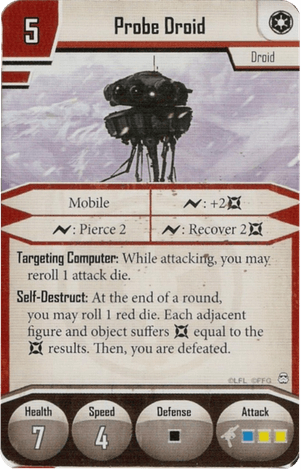 5
Probe Droid
Droid
Mobile
: +2
: Pierce 2
: Recover 2
Targeting Computer: While attacking, you may
reroll 1 attack die.
Self-Destruct: At the end of a round,
you may roll 1 red die. Each adjacent
figure and object suffers equal to the
results. Then, you are defeated.
©LFL ©FFG
Health
Speed
Defense
Attack
7
4